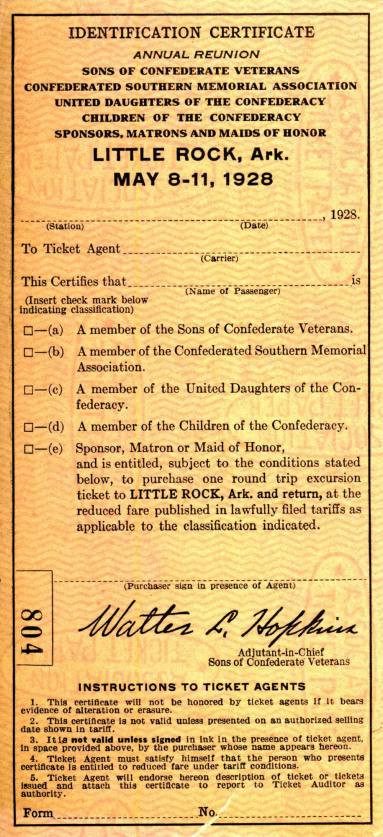 IDENTIFICATION CERTIFICATE
ANNUAL REUNION
SONS OF CONFEDERATE VETERANS
CONFEDERATED SOUTHERN MEMORIAL ASSOCIATION
UNITED DAUGHTERS OF THE CONFEDERACY
CHILDREN OF THE CONFEDERACY
SPONSORS, MATRONS AND MAIDS OF HONOR
LITTLE ROCK, Ark.
MAY 8-11, 1928
, 1928.
(Station) (Date)
To Ticket Agent
(Carrier)
This Certifies that is
(Name of Passenger)
(Insert check mark below
indicating classification)
☐—(a) A member of the Sons of Confederate Veterans.
☐—(b) A member of the Confederated Southern Memorial
Association.
☐—(c) A member of the United Daughters of the Con-
federacy.
☐—(d) A member of the Children of the Confederacy.
☐—(e) Sponsor, Matron or Maid of Honor,
and is entitled, subject to the conditions stated
below, to purchase one round trip excursion
ticket to LITTLE ROCK, Ark. and return, at the
reduced fare published in lawfully filed tariffs as
applicable to the classification indicated.
(Purchaser sign in presence of Agent)
804
Walter L. Hopkins
Adjutant-in-Chief
Sons of Confederate Veterans
INSTRUCTIONS TO TICKET AGENTS
1. This certificate will not be honored by ticket agents if it bears
evidence of alteration or erasure.
2. This certificate is not valid unless presented on an authorized selling
date shown in tariff.
3. It is not valid unless signed in ink in the presence of ticket agent,
in space provided above, by the purchaser whose name appears hereon.
4. Ticket Agent must satisfy himself that the person who presents
certificate is entitled to reduced fare under tariff conditions.
5. Ticket Agent will endorse hereon description of ticket or tickets
issued and attach this certificate to report to Ticket Auditor as
authority.
Form No.